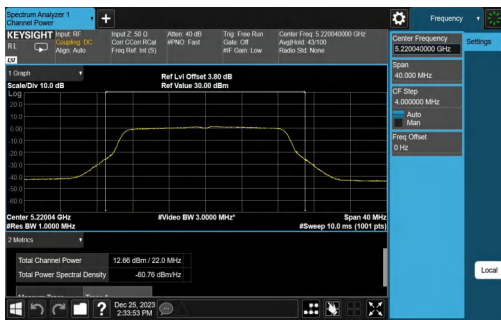 Spectrum Analyzer 1
Channel Power
Frequency
KEYSIGHT
RL
Input: RF
Coupling: DC
Align: Auto
Input Z: 50 Ω
Corr CCorr RCal
Freq Ref: Int (S)
Atten: 40 dB
#PNO: Fast
Trig: Free Run
Gate: Off
#IF Gain: Low
Center Freq: 5.220040000 GHz
Avg|Hold: 43/100
Radio Std: None
LM
Center Frequency
5.220040000 GHz
Settings
Span
40.000 MHz
CF Step
4.000000 MHz
Auto
Man
Freq Offset
0 Hz
Local
1 Graph
Scale/Div 10.0 dB
Ref Lvl Offset 3.80 dB
Ref Value 30.00 dBm
Log
20.0
10.0
0.00
-10.0
-20.0
-30.0
-40.0
-50.0
-60.0
Center 5.22004 GHz
#Video BW 3.0000 MHz*
Span 40 MHz
#Res BW 1.0000 MHz
#Sweep 10.0 ms (1001 pts)
2 Metrics
Total Channel Power
12.66 dBm / 22.0 MHz
Total Power Spectral Density
-60.76 dBm/Hz
?
Dec 25, 2023
2:33:53 PM